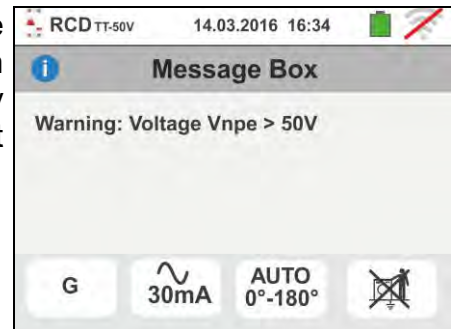 RCD TT-50V 14.03.2016 16:34
Message Box
Warning: Voltage Vnpe > 50V
G
30mA
AUTO
0°-180°